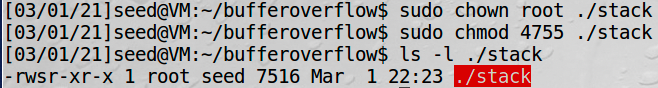 [03/01/21]seed@VM:~/bufferoverflow$ sudo chown root ./stack
[03/01/21]seed@VM:~/bufferoverflow$ sudo chmod 4755 ./stack
[03/01/21]seed@VM:~/bufferoverflow$ ls -l ./stack
-rwsr-xr-x 1 root seed 7516 Mar  1 22:23 ./stack